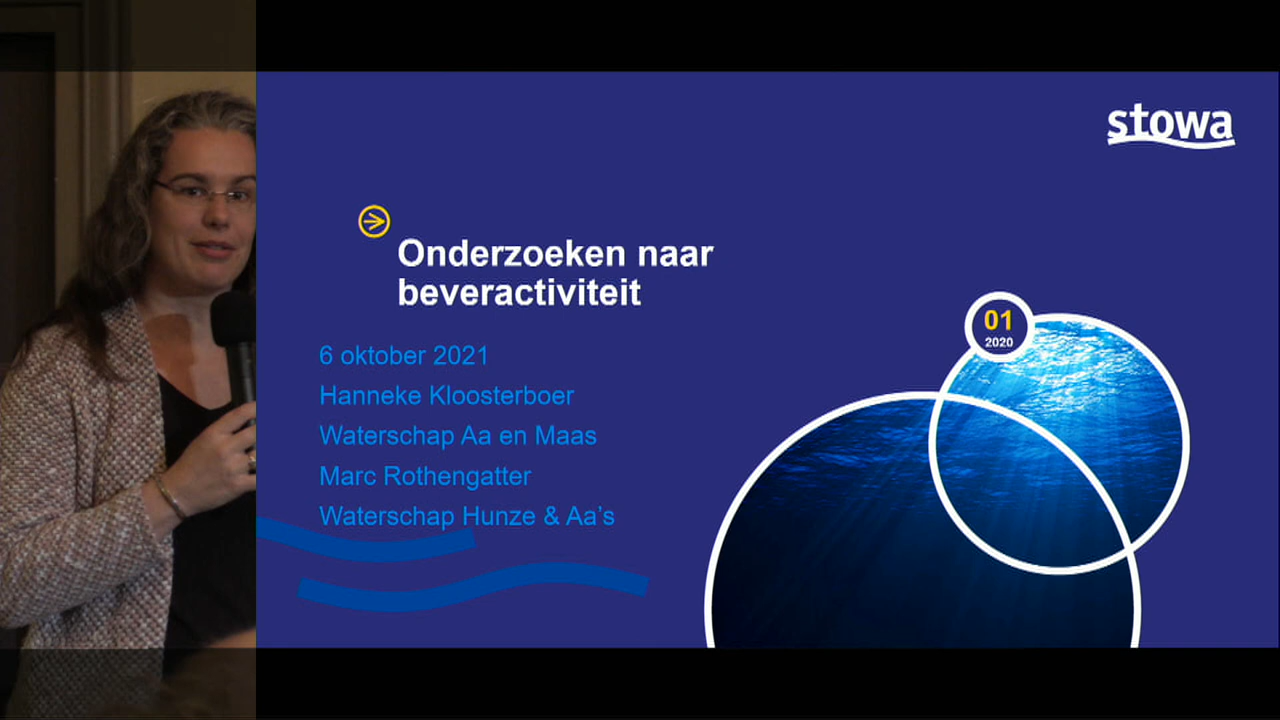 stowa
Onderzoeken naar
beveractiviteit
6 oktober 2021
Hanneke Kloosterboer
Waterschap Aa en Maas
Marc Rothengatter
Waterschap Hunze & Aa's
01
2020